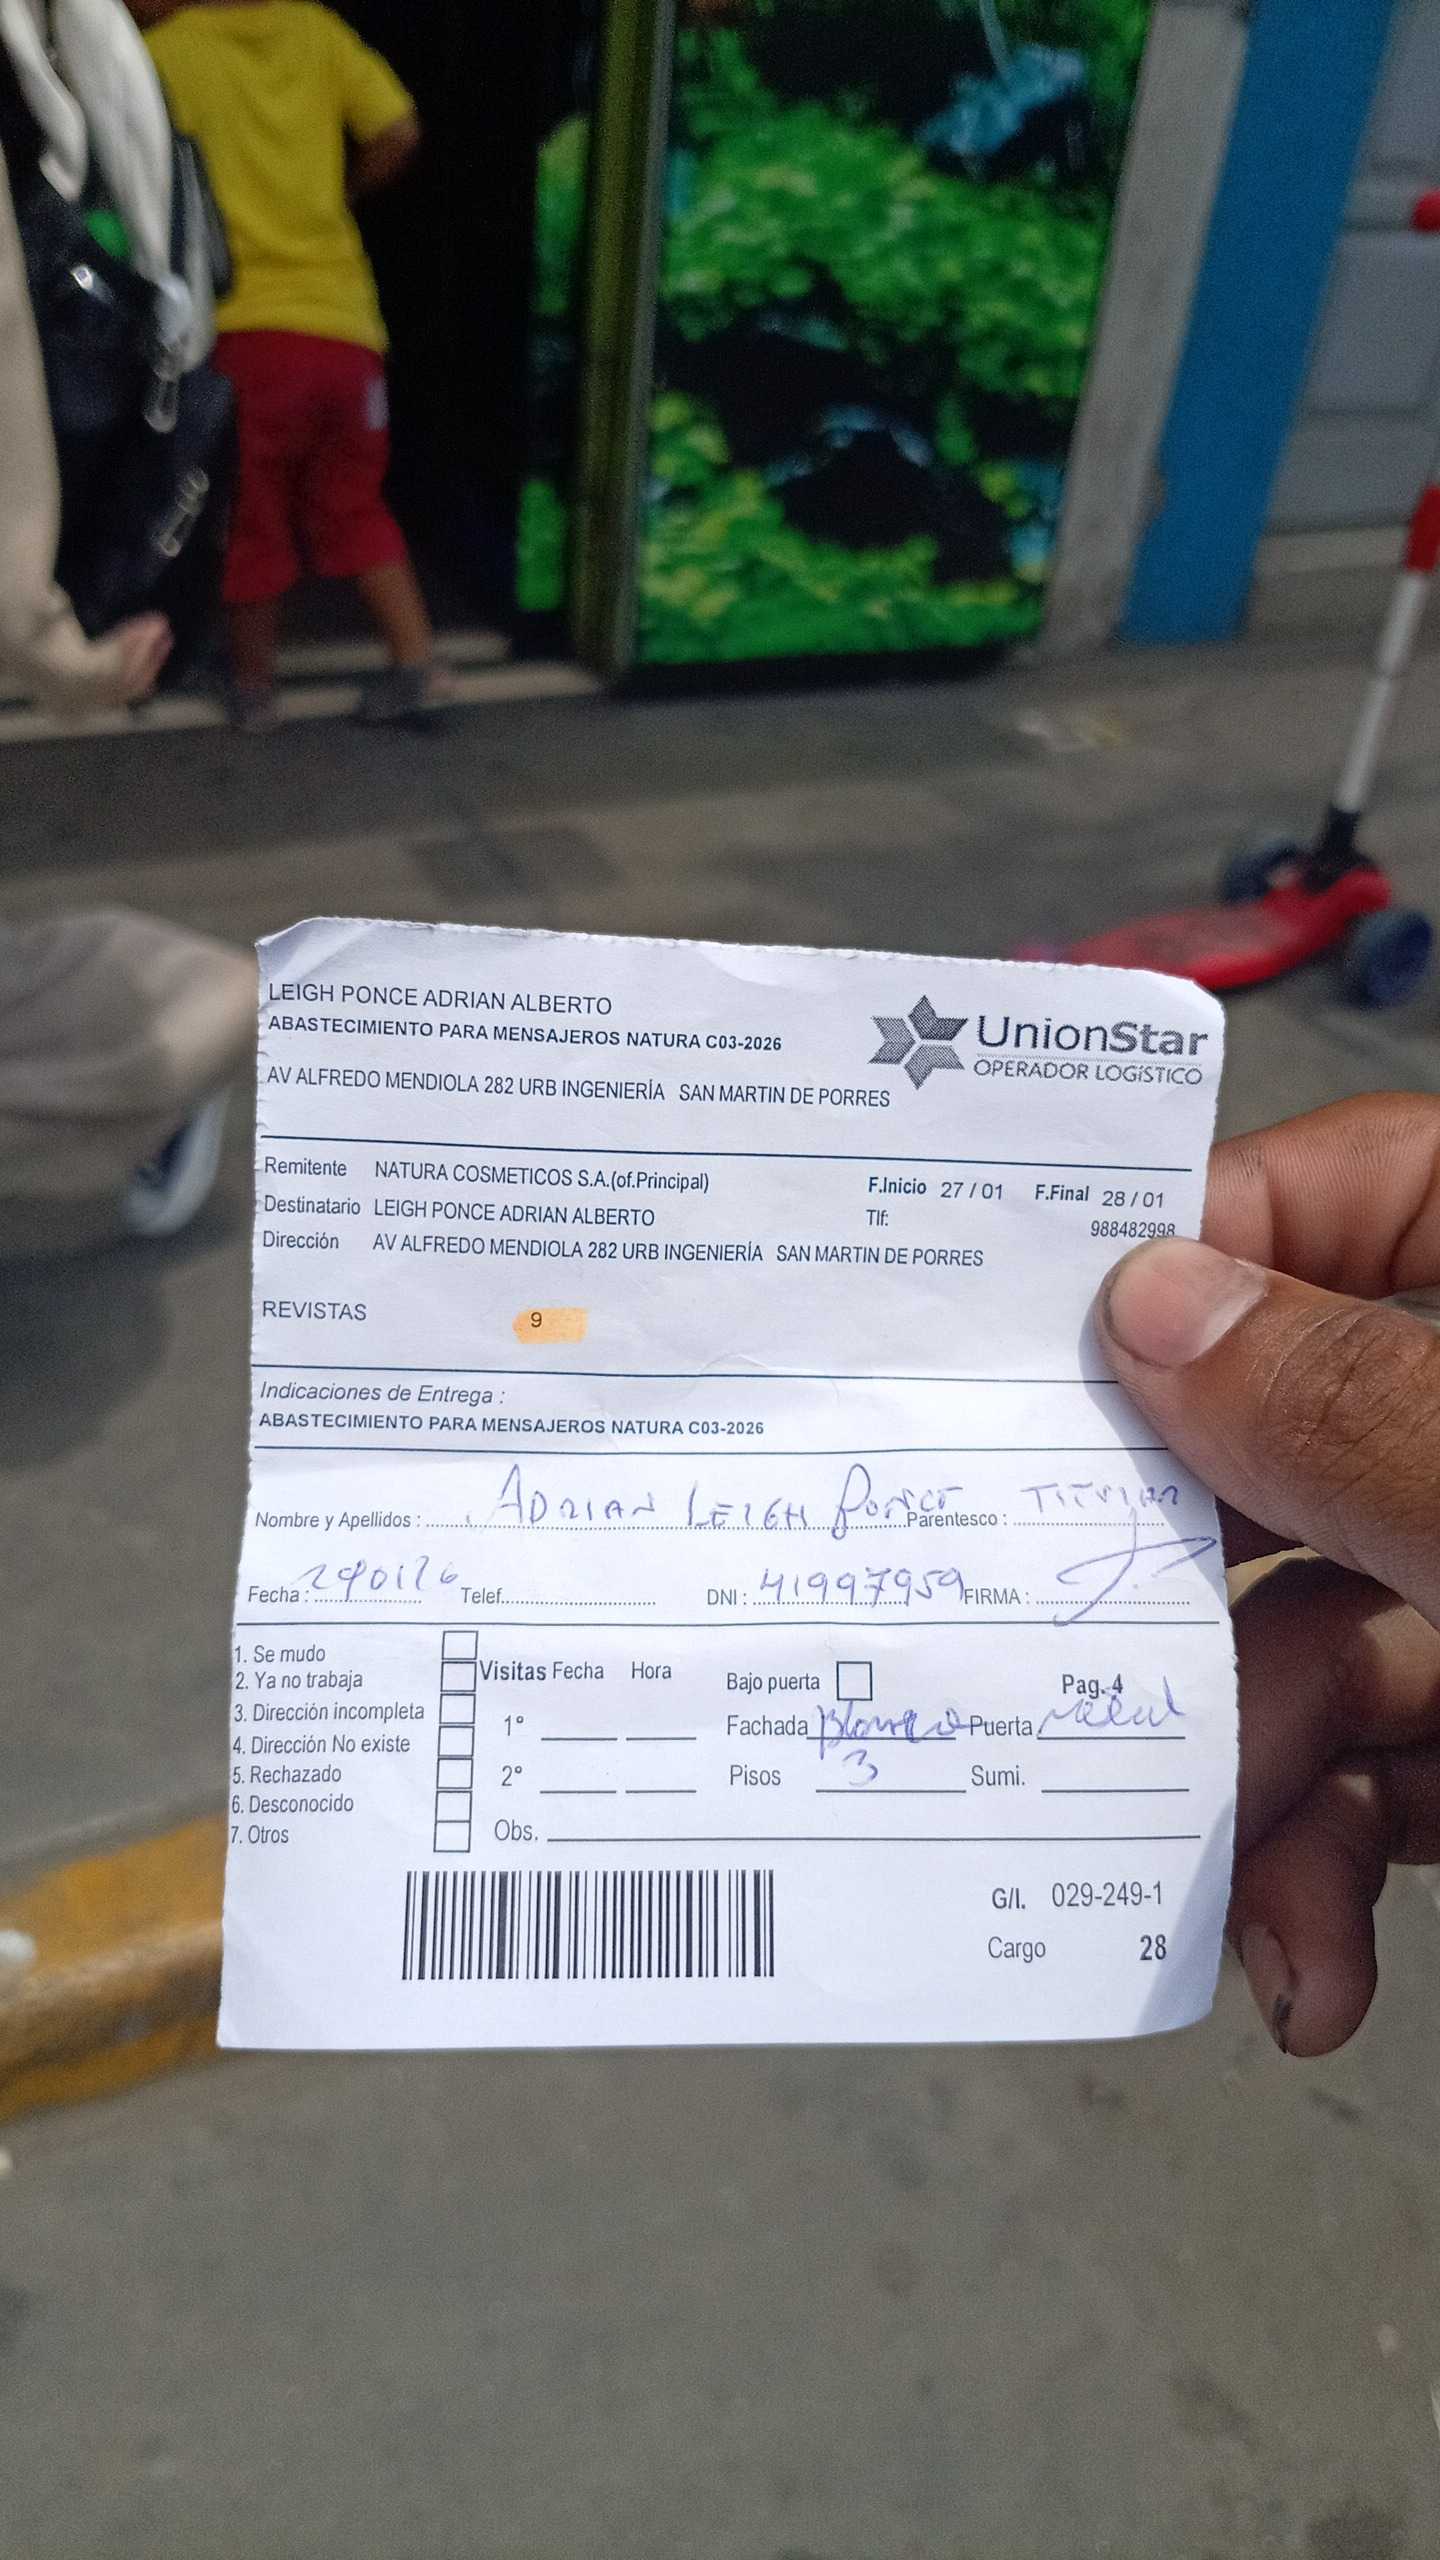 LEIGH PONCE ADRIAN ALBERTO
ABASTECIMIENTO PARA MENSAJEROS NATURA C03-2026
UnionStar
OPERADOR LOGíSTICO
AV ALFREDO MENDIOLA 282 URB INGENIERÍA SAN MARTIN DE PORRES
Remitente NATURA COSMETICOS S.A.(of.Principal) F.Inicio 27 / 01 F.Final 28 / 01
Destinatario LEIGH PONCE ADRIAN ALBERTO Tlf: 988482998
Dirección AV ALFREDO MENDIOLA 282 URB INGENIERÍA SAN MARTIN DE PORRES
REVISTAS 9
Indicaciones de Entrega :
ABASTECIMIENTO PARA MENSAJEROS NATURA C03-2026
Nombre y Apellidos : ADRIAN LEIGH PONCE Parentesco :
Fecha : Telef. DNI : 41997959 FIRMA :
1. Se mudo
2. Ya no trabaja Visitas Fecha Hora Bajo puerta Pag. 4
3. Dirección incompleta 1° Fachada Puerta
4. Dirección No existe
5. Rechazado 2° Pisos 3 Sumi.
6. Desconocido
7. Otros Obs.
G/I. 029-249-1
Cargo 28